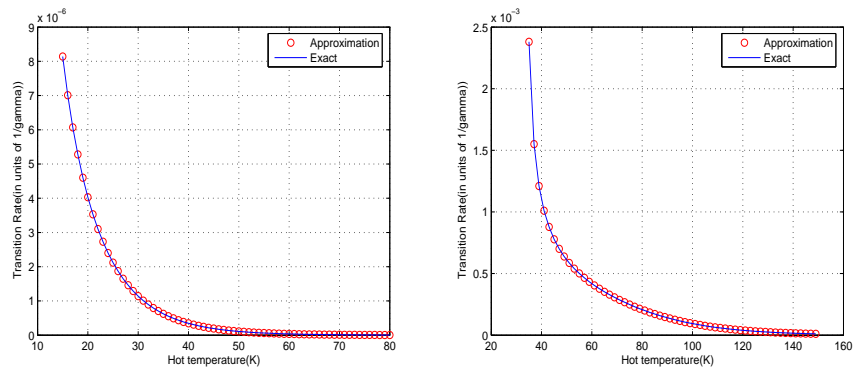 x 10^-6
9
8
7
6
5
4
3
2
1
0
10 20 30 40 50 60 70 80
Transition Rate(in units of 1/gamma))
Hot temperature(K)
Approximation
Exact
x 10^-3
2.5
2
1.5
1
0.5
0
20 40 60 80 100 120 140 160
Transition Rate(in units of 1/gamma))
Hot temperature(K)
Approximation
Exact